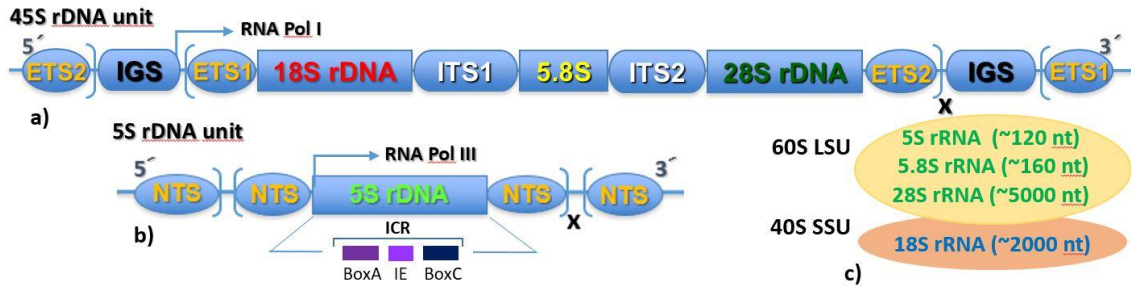 45S rDNA unit
5´ RNA Pol I 3´
ETS2 IGS ETS1 18S rDNA ITS1 5.8S ITS2 28S rDNA ETS2 IGS ETS1
a) x
5S rDNA unit
5´ RNA Pol III 3´
NTS NTS 5S rDNA NTS NTS
b) x
ICR
BoxA IE BoxC
60S LSU
5S rRNA (~120 nt)
5.8S rRNA (~160 nt)
28S rRNA (~5000 nt)
40S SSU
18S rRNA (~2000 nt)
c)